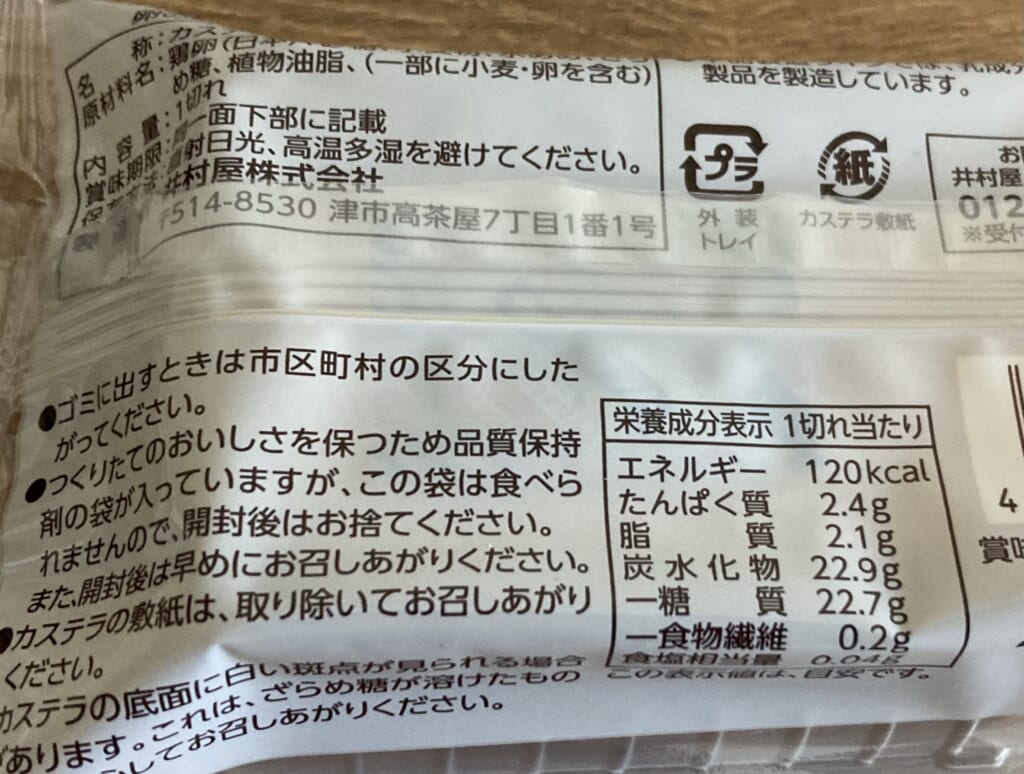 名 称:カス
原材料名:鶏卵(日本
め糖、植物油脂、(一部に小麦・卵を含む)
内 容 量:1切れ
賞味期限:同一面下部に記載
直射日光、高温多湿を避けてください。
井村屋株式会社
〒514-8530 津市高茶屋7丁目1番1号
製品を製造しています。
プラ
外 装
トレイ
紙
カステラ敷紙
お
井村屋
012
※受付
●ゴミに出すときは市区町村の区分にした
がってください。
●つくりたてのおいしさを保つため品質保持
剤の袋が入っていますが、この袋は食べら
れませんので、開封後はお捨てください。
また、開封後は早めにお召しあがりください。
●カステラの敷紙は、取り除いてお召しあがり
ください。
カステラの底面に白い斑点が見られる場合
があります。これは、ざらめ糖が溶けたもの
してお召しあがりください。
栄養成分表示 1切れ当たり
エネルギー 120kcal
たんぱく質 2.4g
脂 質 2.1g
炭水化物 22.9g
―糖 質 22.7g
―食物繊維 0.2g
食塩相当量 0.04g
この表示値は、目安です。
4
賞味